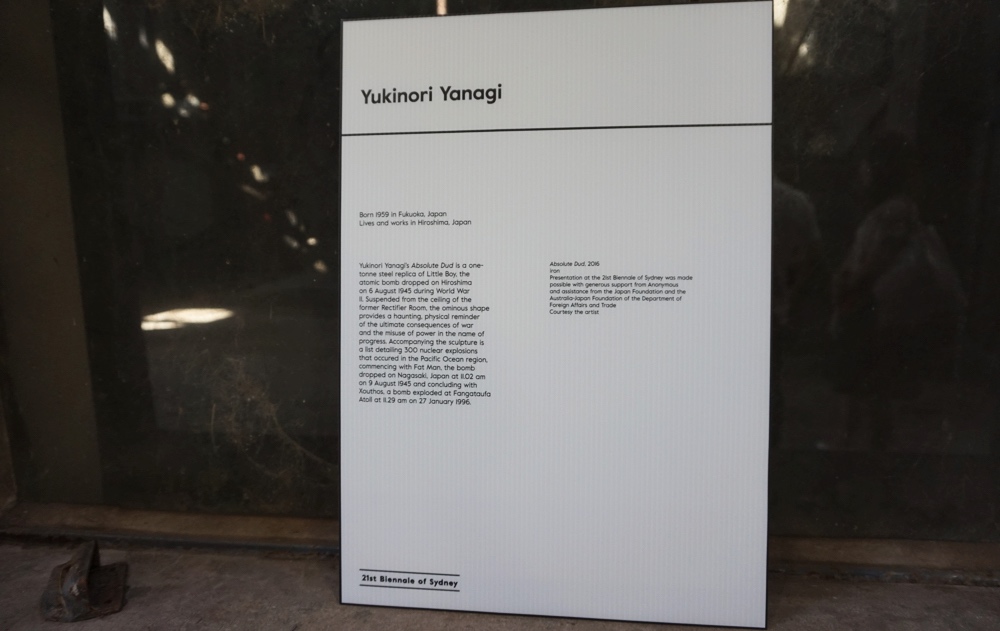 Yukinori Yanagi
Born 1959 in Fukuoka, Japan
Lives and works in Hiroshima, Japan
Yukinori Yanagi's Absolute Dud is a one-
tonne steel replica of Little Boy, the
atomic bomb dropped on Hiroshima
on 6 August 1945 during World War
II. Suspended from the ceiling of the
former Rectifier Room, the ominous shape
provides a haunting, physical reminder
of the ultimate consequences of war
and the misuse of power in the name of
progress. Accompanying the sculpture is
a list detailing 300 nuclear explosions
that occured in the Pacific Ocean region,
commencing with Fat Man, the bomb
dropped on Nagasaki, Japan at 11.02 am
on 9 August 1945 and concluding with
Xouthos, a bomb exploded at Fangataufa
Atoll at 11.29 am on 27 January 1996.
Absolute Dud, 2016
iron
Presentation at the 21st Biennale of Sydney was made
possible with generous support from Anonymous
and assistance from the Japan Foundation and the
Australia-Japan Foundation of the Department of
Foreign Affairs and Trade
Courtesy the artist
21st Biennale of Sydney